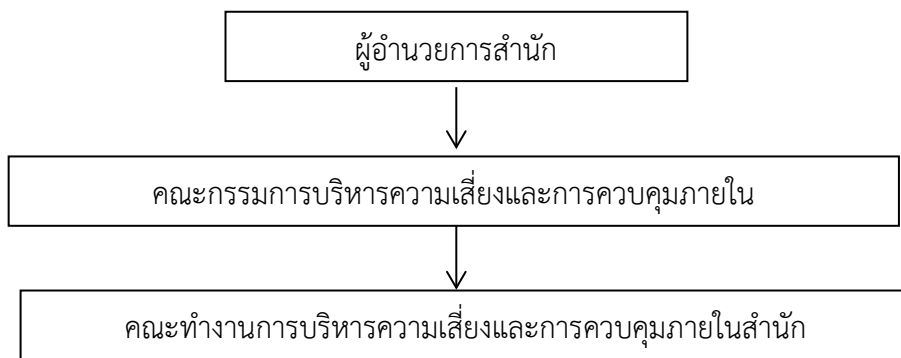 ผู้อำนวยการสำนัก
คณะกรรมการบริหารความเสี่ยงและการควบคุมภายใน
คณะทำงานการบริหารความเสี่ยงและการควบคุมภายในสำนัก